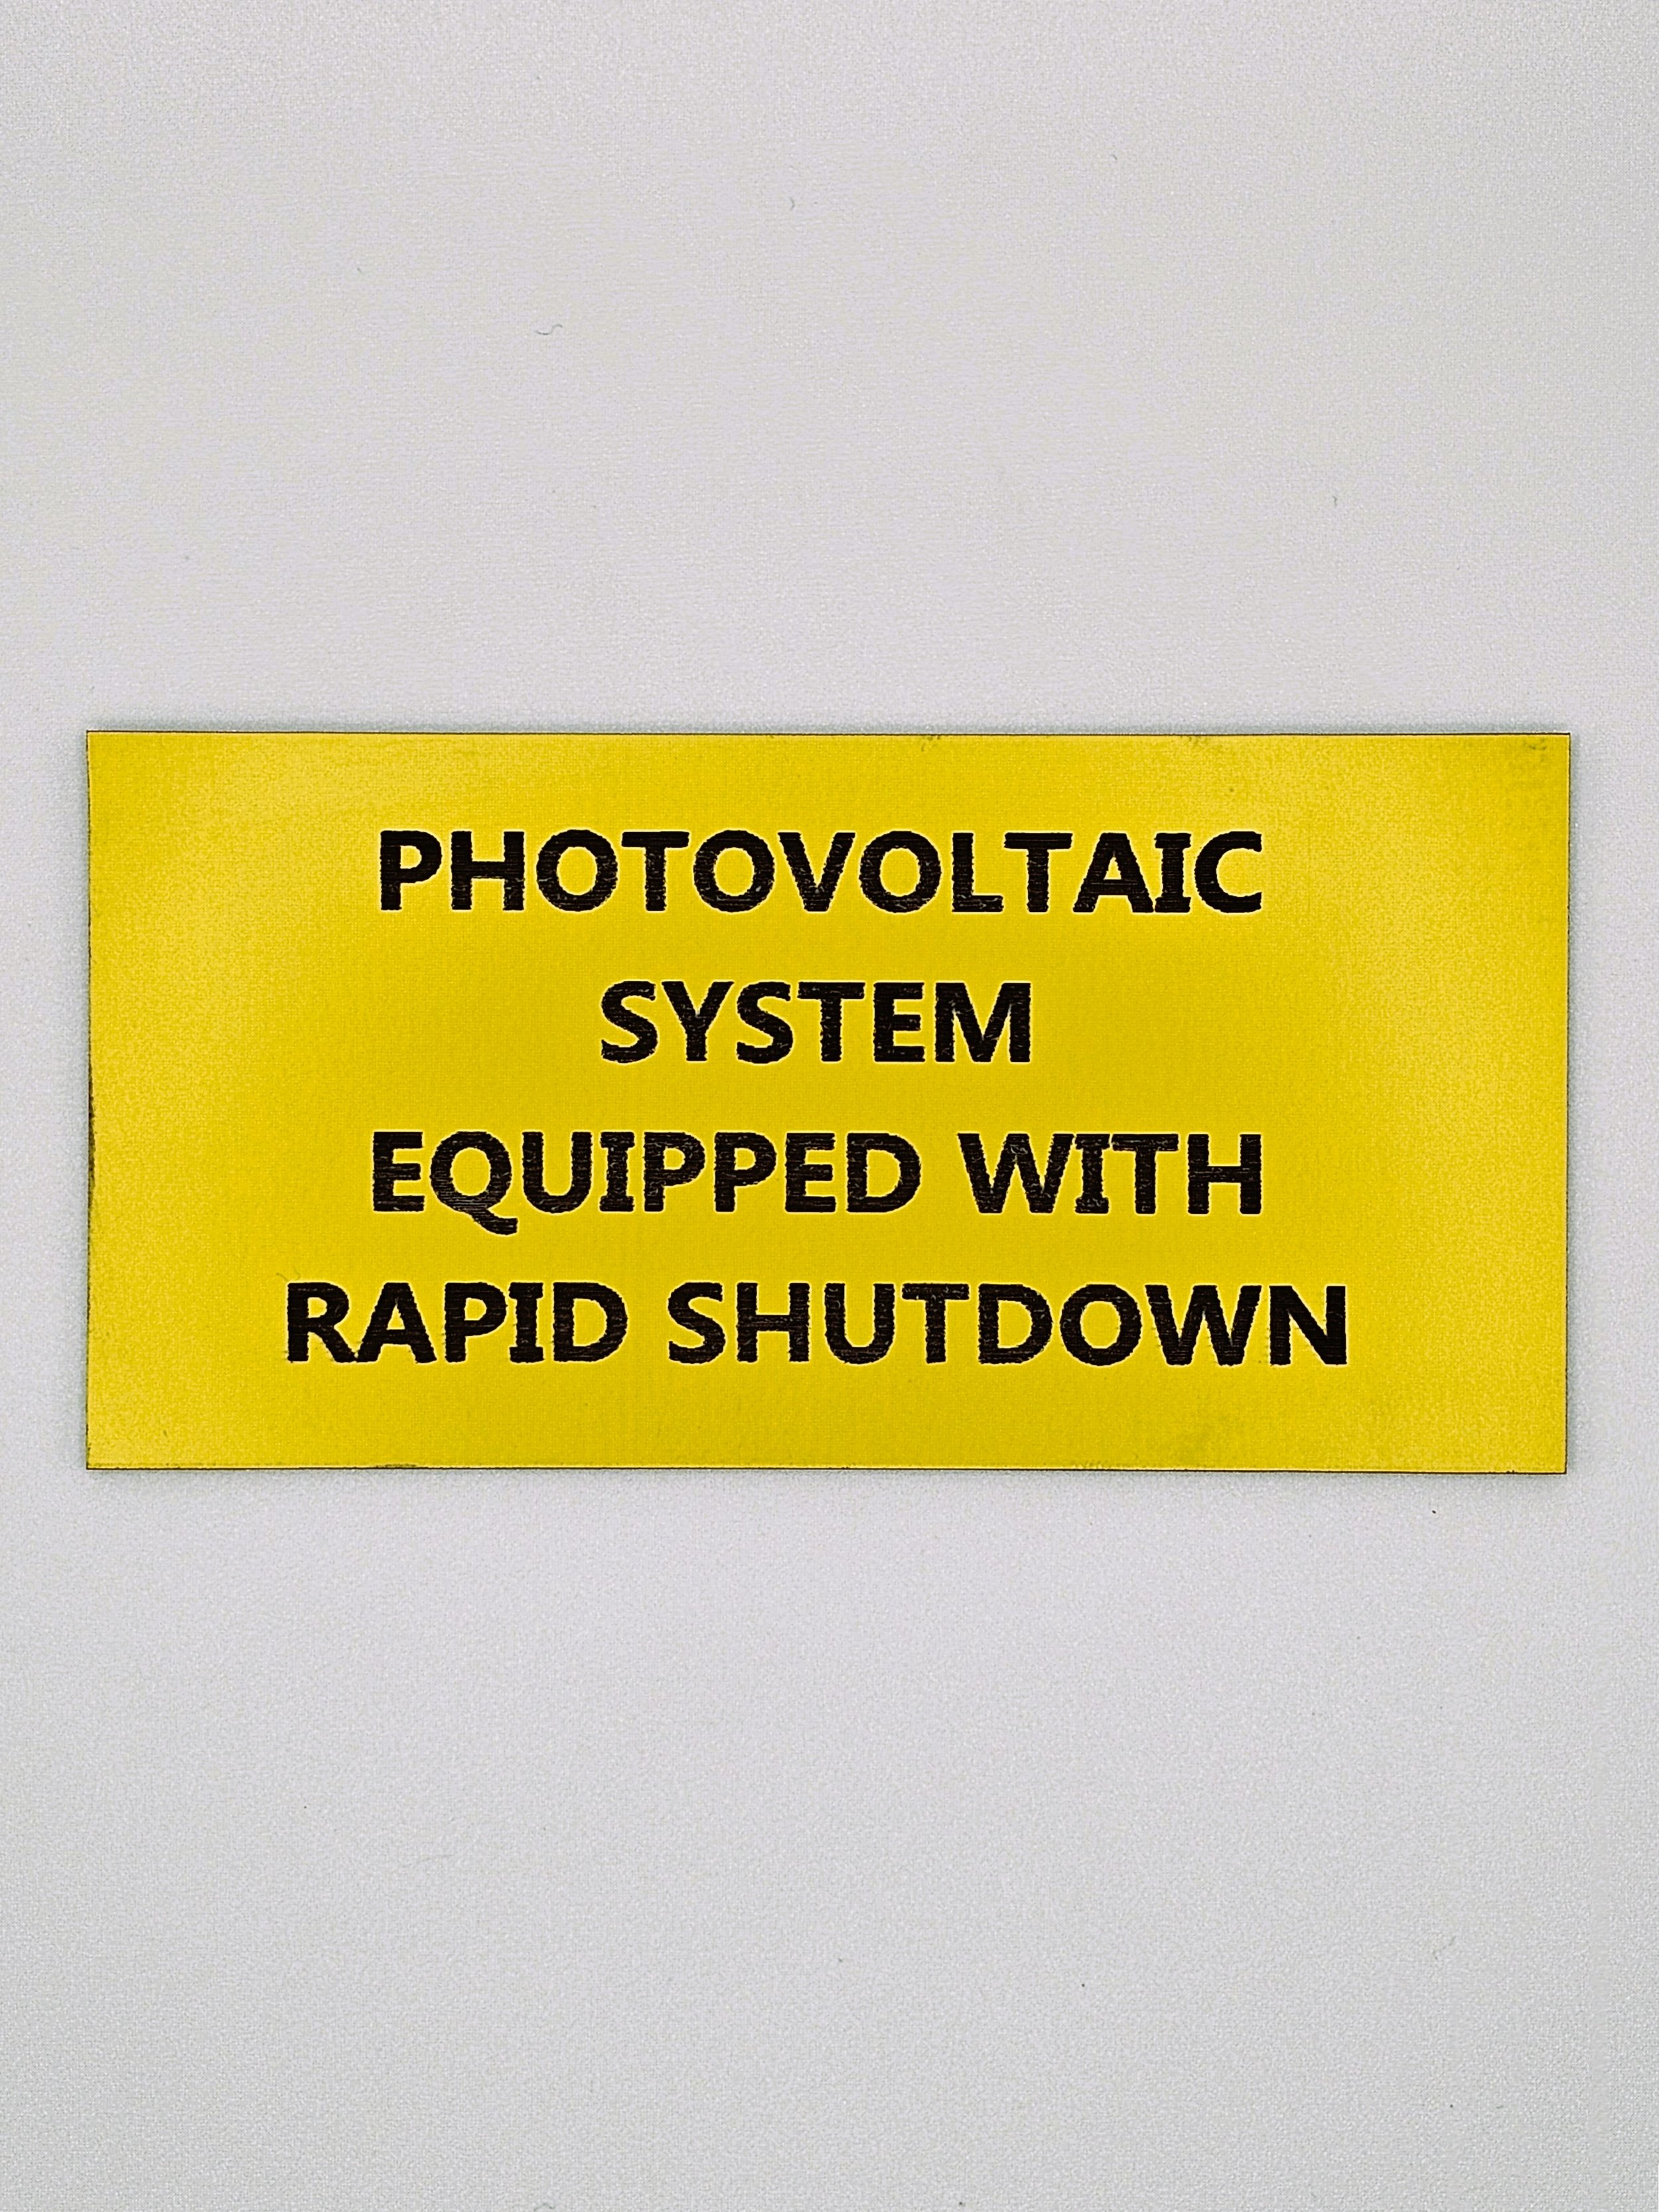 PHOTOVOLTAIC
SYSTEM
EQUIPPED WITH
RAPID SHUTDOWN